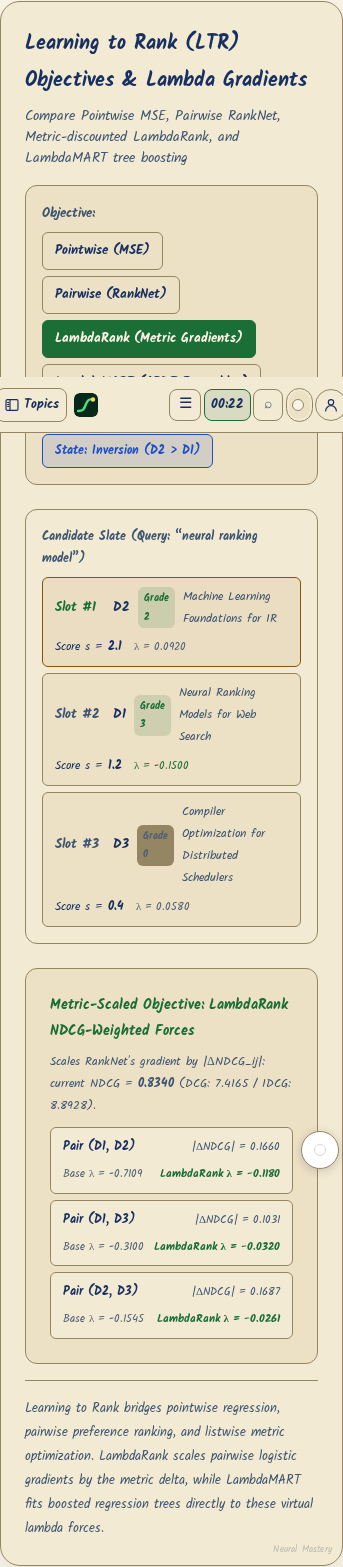 Learning to Rank (LTR)
Objectives & Lambda Gradients
Compare Pointwise MSE, Pairwise RankNet,
Metric-discounted LambdaRank, and
LambdaMART tree boosting
Objective:
Pointwise (MSE)
Pairwise (RankNet)
LambdaRank (Metric Gradients)
Topics
☰
00:22
⌕
State: Inversion (D2 > D1)
Candidate Slate (Query: “neural ranking
model”)
Slot #1 D2 Grade 2 Machine Learning
Foundations for IR
Score s = 2.1 λ = 0.0920
Slot #2 D1 Grade 3 Neural Ranking
Models for Web
Search
Score s = 1.2 λ = -0.1500
Slot #3 D3 Grade 0 Compiler
Optimization for
Distributed
Schedulers
Score s = 0.4 λ = 0.0580
Metric-Scaled Objective: LambdaRank
NDCG-Weighted Forces
Scales RankNet's gradient by |ΔNDCG_ij|:
current NDCG = 0.8340 (DCG: 7.4165 / IDCG:
8.8928).
Pair (D1, D2) |ΔNDCG| = 0.1660
Base λ = -0.7109 LambdaRank λ = -0.1180
Pair (D1, D3) |ΔNDCG| = 0.1031
Base λ = -0.3100 LambdaRank λ = -0.0320
Pair (D2, D3) |ΔNDCG| = 0.1687
Base λ = -0.1545 LambdaRank λ = -0.0261
Learning to Rank bridges pointwise regression,
pairwise preference ranking, and listwise metric
optimization. LambdaRank scales pairwise logistic
gradients by the metric delta, while LambdaMART
fits boosted regression trees directly to these virtual
lambda forces.
Neural Mastery